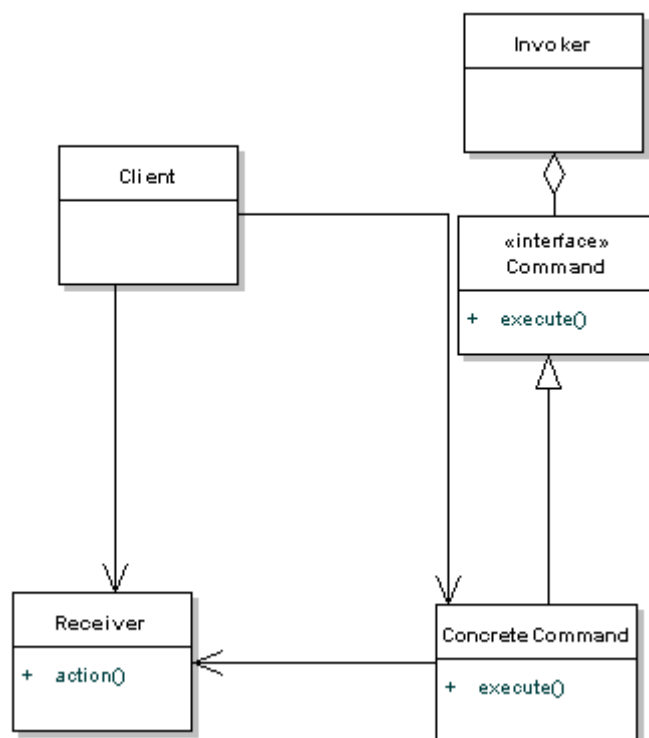 Invoker
Client
«interface»
Command
+ execute()
Receiver
+ action()
Concrete Command
+ execute()